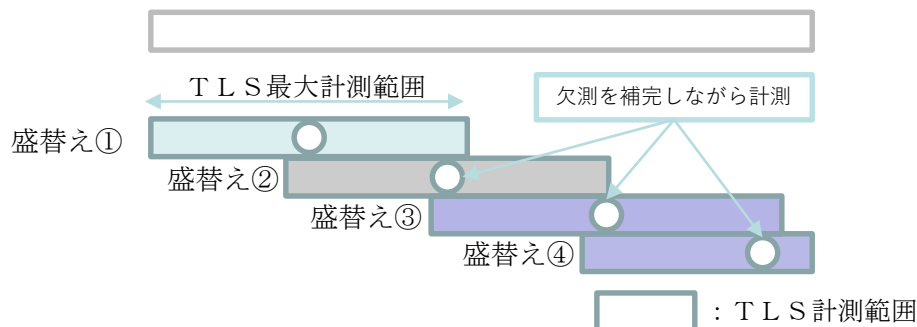 ＴＬＳ最大計測範囲
欠測を補完しながら計測
盛替え①
盛替え②
盛替え③
盛替え④
：ＴＬＳ計測範囲